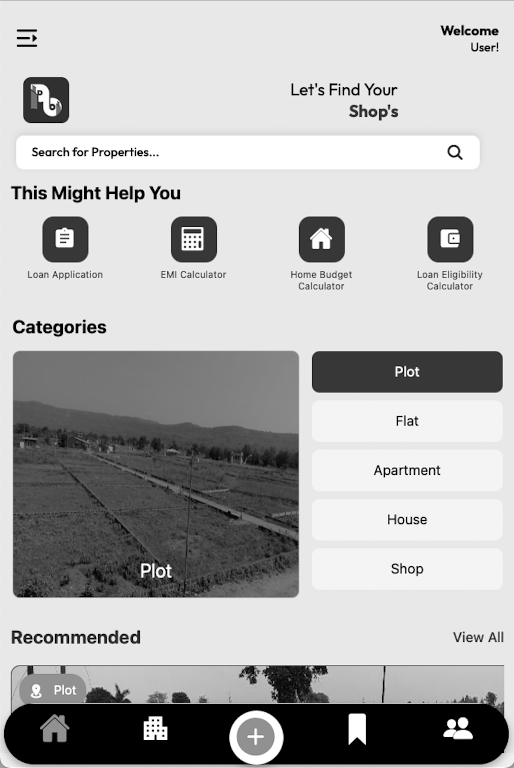 Welcome
User!
Let's Find Your
Shop's
Search for Properties...
This Might Help You
Loan Application
EMI Calculator
Home Budget
Calculator
Loan Eligibility
Calculator
Categories
Plot
Plot
Flat
Apartment
House
Shop
Recommended
View All
Plot